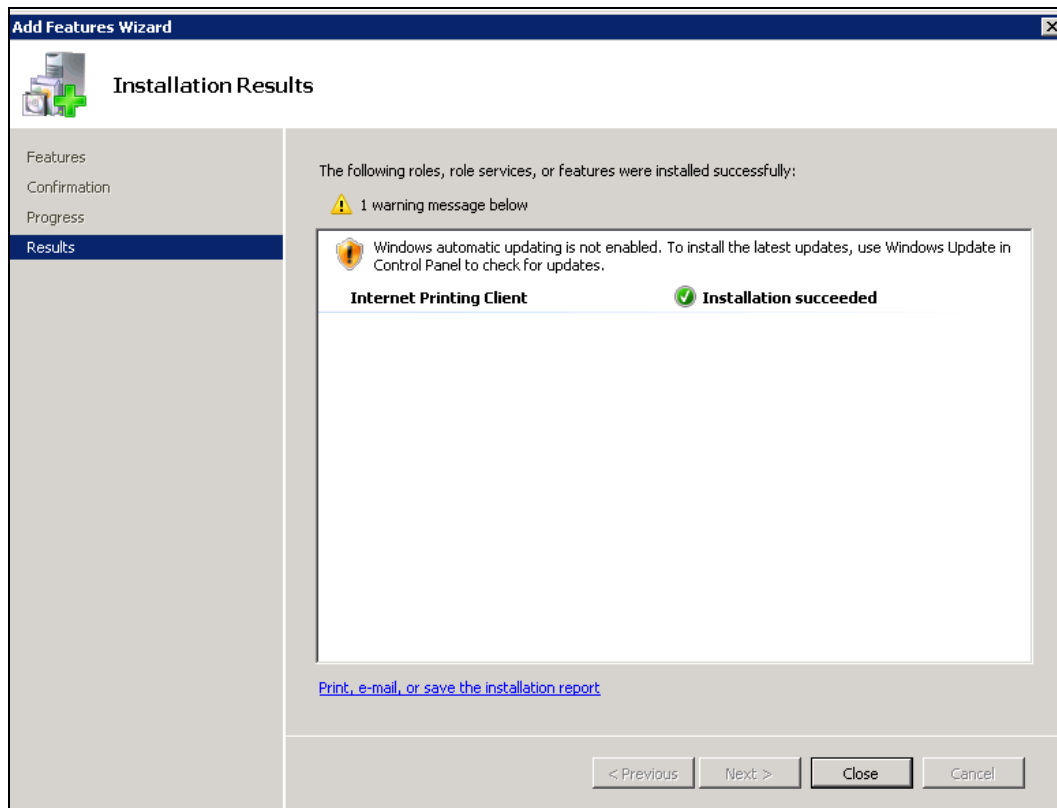 Add Features Wizard
Installation Results
Features
Confirmation
Progress
Results
The following roles, role services, or features were installed successfully:
1 warning message below
Windows automatic updating is not enabled. To install the latest updates, use Windows Update in
Control Panel to check for updates.
Internet Printing Client
Installation succeeded
Print, e-mail, or save the installation report
< Previous
Next >
Close
Cancel